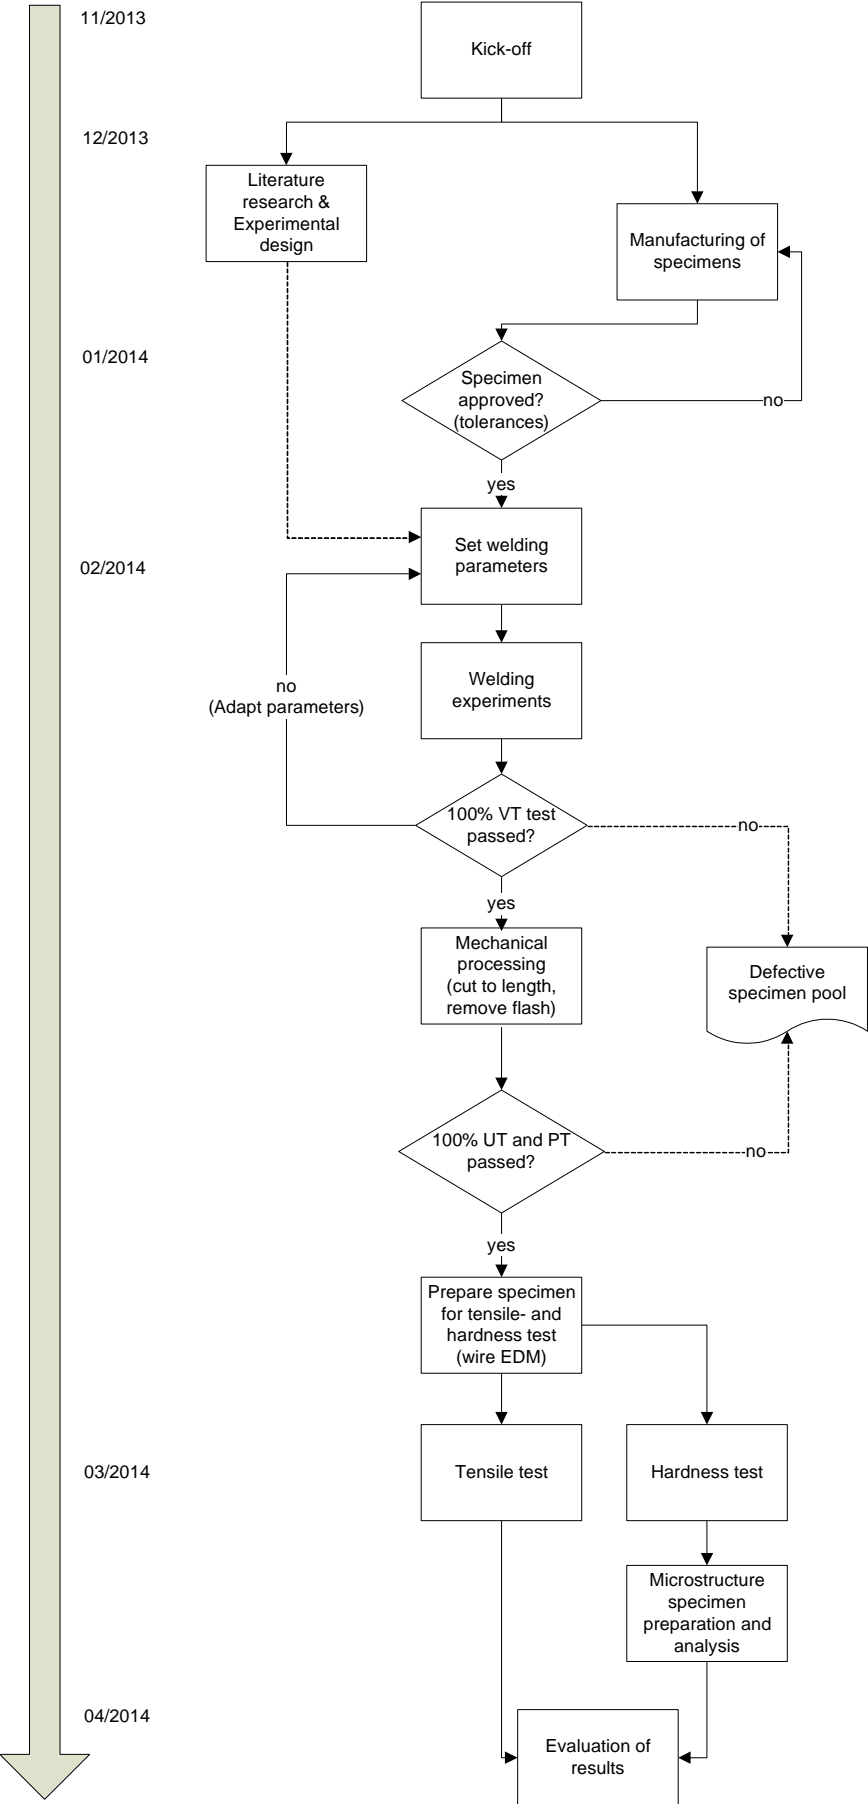 11/2013
Kick-off
12/2013
Literature
research &
Experimental
design
Manufacturing of
specimens
01/2014
Specimen
approved?
(tolerances)
no
yes
Set welding
parameters
02/2014
Welding
experiments
no
(Adapt parameters)
100% VT test
passed?
no
yes
Mechanical
processing
(cut to length,
remove flash)
Defective
specimen pool
100% UT and PT
passed?
no
yes
Prepare specimen
for tensile- and
hardness test
(wire EDM)
03/2014
Tensile test
Hardness test
Microstructure
specimen
preparation and
analysis
04/2014
Evaluation of
results